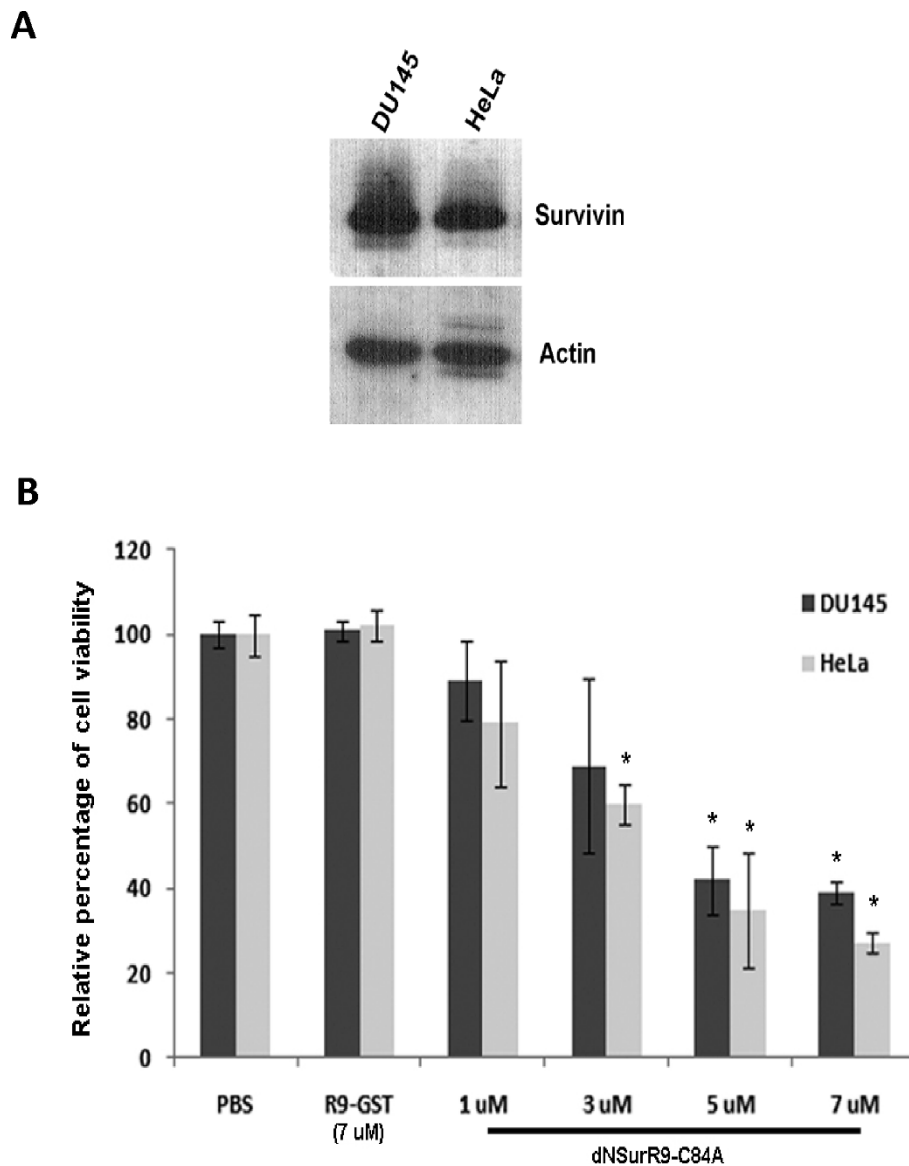 A
DU145 HeLa
Survivin
Actin
B
Relative percentage of cell viability
120
100
80
60
40
20
0
DU145
HeLa
*
* *
* *
PBS R9-GST 1 uM 3 uM 5 uM 7 uM
(7 uM)
dNSurR9-C84A